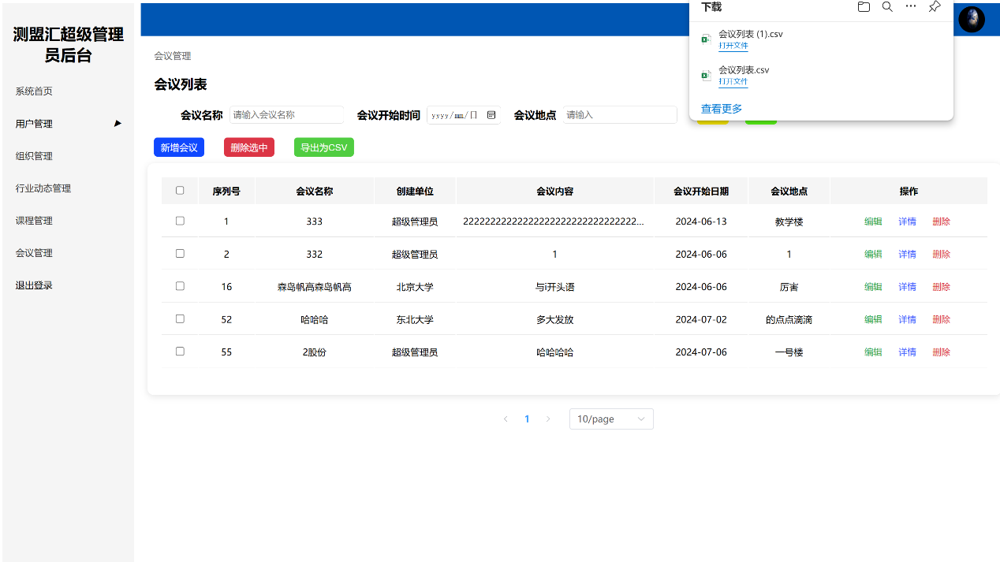 测盟汇超级管理
员后台
系统首页
用户管理 ▶
组织管理
行业动态管理
课程管理
会议管理
退出登录
下载
会议列表 (1).csv
打开文件
会议列表.csv
打开文件
查看更多
会议管理
会议列表
会议名称 请输入会议名称 会议开始时间 yyyy/mm/日 会议地点 请输入
新增会议 删除选中 导出为CSV
序列号 会议名称 创建单位 会议内容 会议开始日期 会议地点 操作
1 333 超级管理员 2222222222222222222222222222222222... 2024-06-13 教学楼 编辑 详情 删除
2 332 超级管理员 1 2024-06-06 1 编辑 详情 删除
16 森岛帆高森岛帆高 北京大学 与i开头语 2024-06-06 厉害 编辑 详情 删除
52 哈哈哈 东北大学 多大发放 2024-07-02 的点点滴滴 编辑 详情 删除
55 2股份 超级管理员 哈哈哈哈 2024-07-06 一号楼 编辑 详情 删除
1 10/page